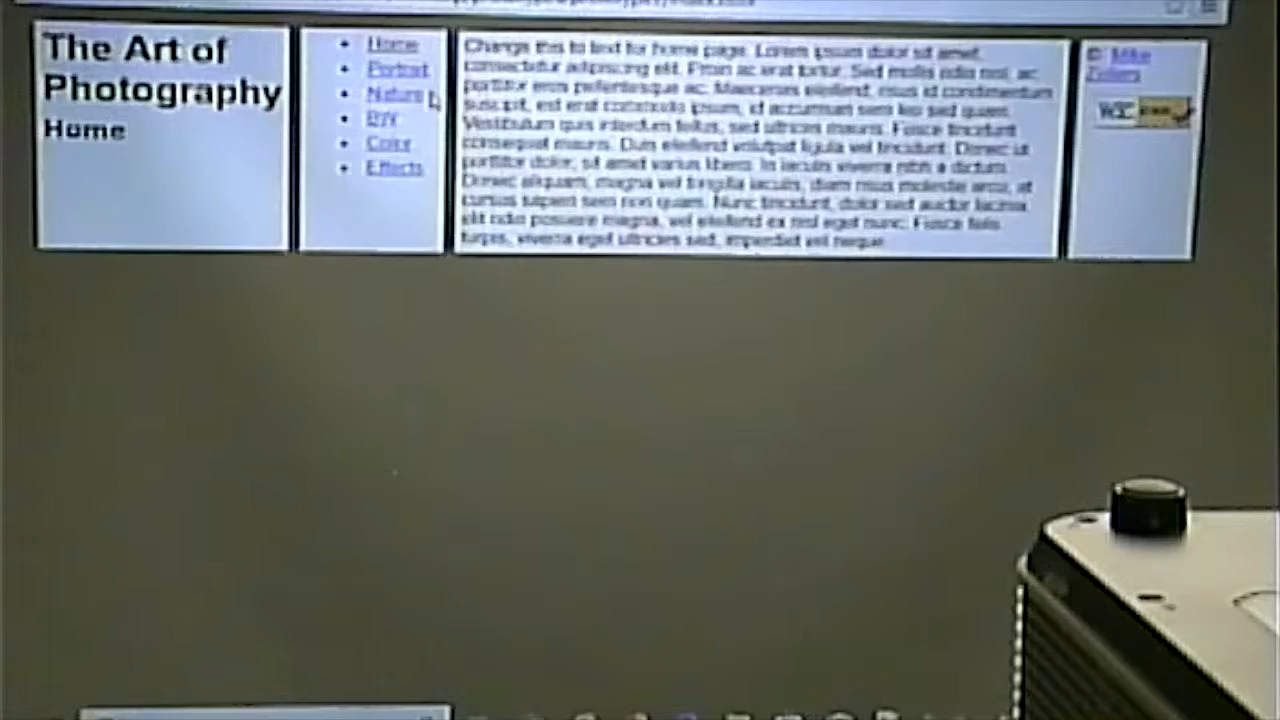 The Art of
Photography
Home
Home
Portrait
Nature
BW
Color
Effects
Change this to text for home page. Lorem ipsum dolor sit amet,
consectetur adipiscing elit. Proin ac erat tortor. Sed mollis odio nisl, ac
porttitor eros pellentesque ac. Maecenas eleifend, risus id condimentum
suscipit, est erat commodo ipsum, id accumsan sem leo sed quam.
Vestibulum quis interdum tellus, sed ultrices mauris. Fusce tincidunt
consequat mauris. Duis eleifend volutpat ligula vel tincidunt. Donec ut
porttitor dolor, sit amet varius libero. In iaculis viverra nibh a dictum.
Donec aliquam, magna vel fringilla iaculis, diam risus molestie arcu, at
cursus sem non quam. Nunc tincidunt, dolor sed auctor lacinia,
elit odio posuere magna, vel eleifend ex nisl eget nunc. Fusce felis
turpis, viverra eget ultricies sed, imperdiet vel neque.
© Mike
W3C